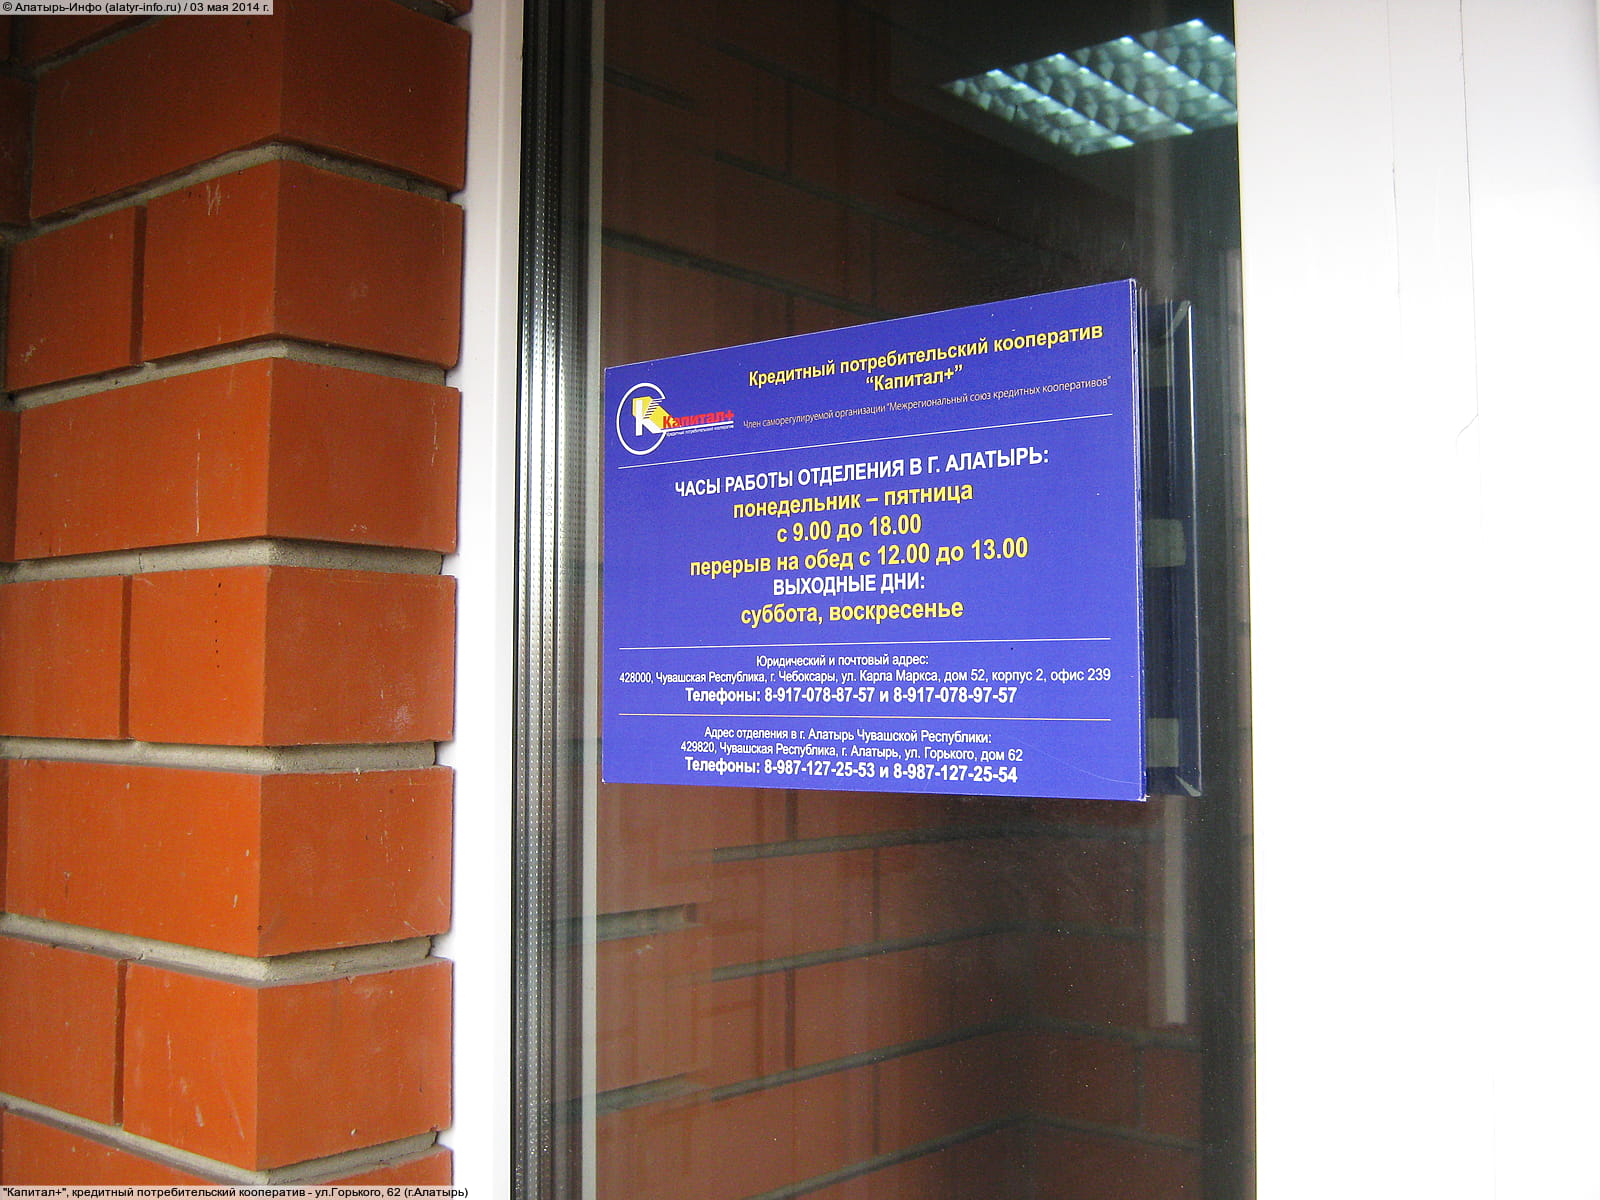 © Алатырь-Инфо (alatyr-info.ru) / 03 мая 2014 г.
Кредитный потребительский кооператив
“Капитал+”
Член саморегулируемой организации "Межрегиональный союз кредитных кооперативов"
Капитал+
кредитный потребительский кооператив
ЧАСЫ РАБОТЫ ОТДЕЛЕНИЯ В Г. АЛАТЫРЬ:
понедельник – пятница
с 9.00 до 18.00
перерыв на обед с 12.00 до 13.00
ВЫХОДНЫЕ ДНИ:
суббота, воскресенье
Юридический и почтовый адрес:
428000, Чувашская Республика, г. Чебоксары, ул. Карла Маркса, дом 52, корпус 2, офис 239
Телефоны: 8-917-078-87-57 и 8-917-078-97-57
Адрес отделения в г. Алатырь Чувашской Республики:
429820, Чувашская Республика, г. Алатырь, ул. Горького, дом 62
Телефоны: 8-987-127-25-53 и 8-987-127-25-54
"Капитал+", кредитный потребительский кооператив - ул.Горького, 62 (г.Алатырь)